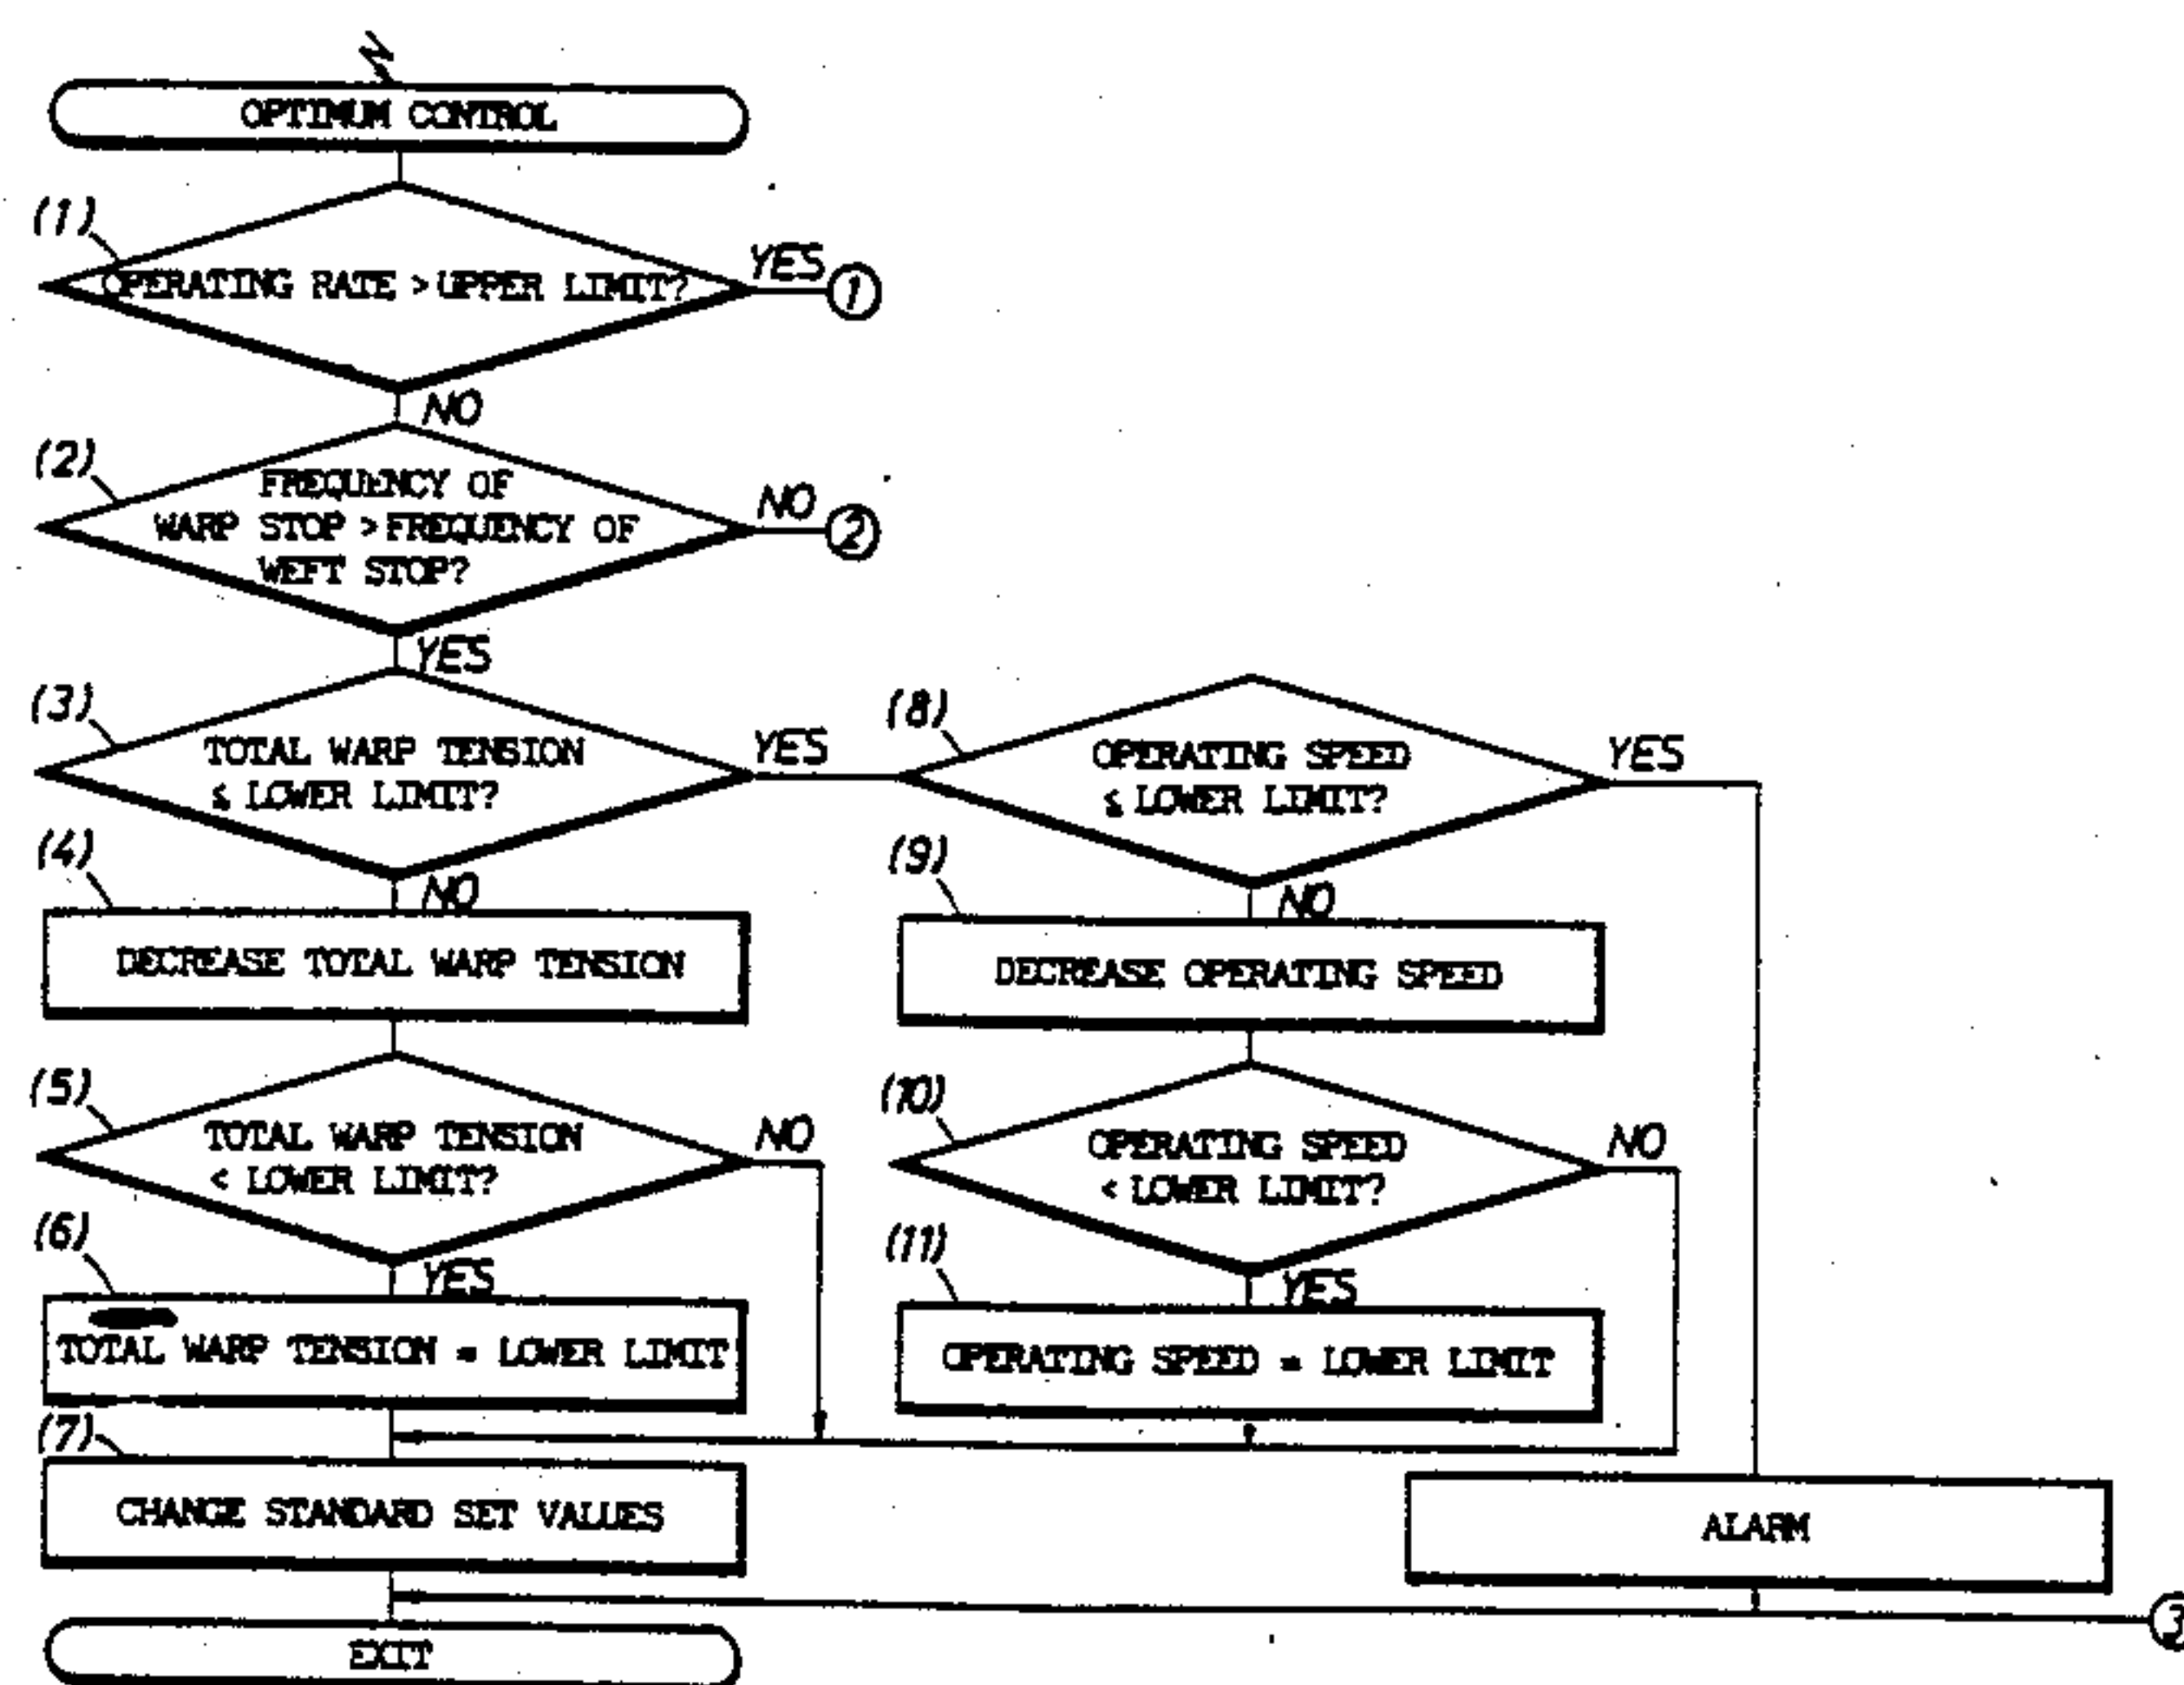 OPTIMUM CONTROL
(1)
OPERATING RATE > UPPER LIMIT?
YES
1
NO
(2)
FREQUENCY OF
WARP STOP > FREQUENCY OF
WEFT STOP?
NO
2
YES
(3)
TOTAL WARP TENSION
≤ LOWER LIMIT?
YES
(8)
OPERATING SPEED
≤ LOWER LIMIT?
YES
(4)
NO
DECREASE TOTAL WARP TENSION
(9)
NO
DECREASE OPERATING SPEED
(5)
TOTAL WARP TENSION
< LOWER LIMIT?
NO
(10)
OPERATING SPEED
< LOWER LIMIT?
NO
(6)
YES
TOTAL WARP TENSION = LOWER LIMIT
(11)
YES
OPERATING SPEED = LOWER LIMIT
(7)
CHANGE STANDARD SET VALUES
ALARM
3
EXIT